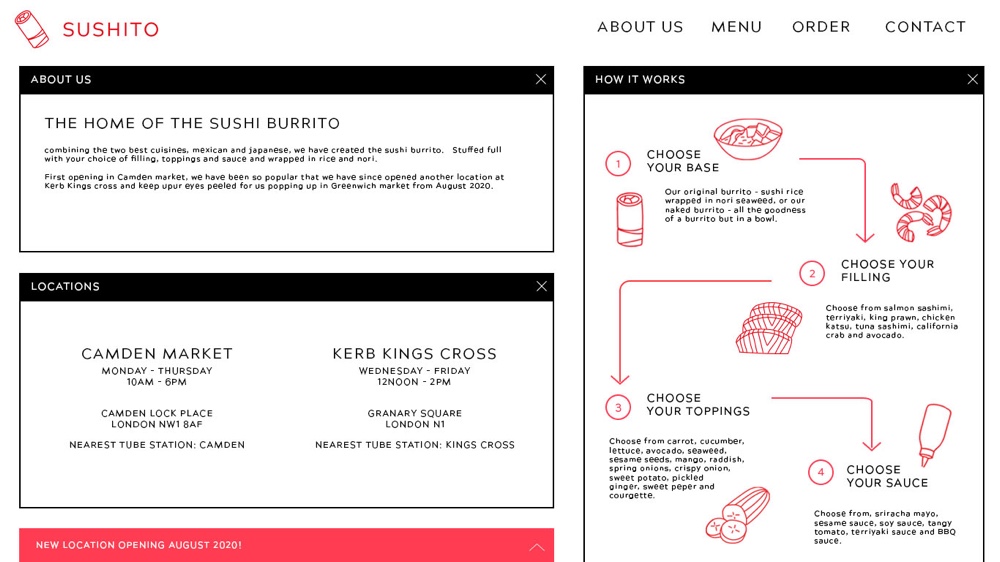 SUSHITO
ABOUT US
MENU
ORDER
CONTACT
ABOUT US
THE HOME OF THE SUSHI BURRITO
combining the two best cuisines, mexican and japanese, we have created the sushi burrito. Stuffed full
with your choice of filling, toppings and sauce and wrapped in rice and nori.
First opening in Camden market, we have been so popular that we have since opened another location at
Kerb Kings cross and keep upur eyes peeled for us popping up in Greenwich market from August 2020.
LOCATIONS
CAMDEN MARKET
MONDAY - THURSDAY
10AM - 6PM
CAMDEN LOCK PLACE
LONDON NW1 8AF
NEAREST TUBE STATION: CAMDEN
KERB KINGS CROSS
WEDNESDAY - FRIDAY
12NOON - 2PM
GRANARY SQUARE
LONDON N1
NEAREST TUBE STATION: KINGS CROSS
NEW LOCATION OPENING AUGUST 2020!
HOW IT WORKS
1
CHOOSE
YOUR BASE
Our original burrito - sushi rice
wrapped in nori seaweed, or our
naked burrito - all the goodness
of a burrito but in a bowl.
2
CHOOSE YOUR
FILLING
Choose from salmon sashimi,
terriyaki, king prawn, chicken
katsu, tuna sashimi, california
crab and avocado.
3
CHOOSE
YOUR TOPPINGS
Choose from carrot, cucumber,
lettuce, avocado, seaweed,
sesame seeds, mango, raddish,
spring onions, crispy onion,
sweet potato, pickled
ginger, sweet peper and
courgette.
4
CHOOSE
YOUR SAUCE
Choose from, sriracha mayo,
sesame sauce, soy sauce, tangy
tomato, terriyaki sauce and BBQ
sauce.